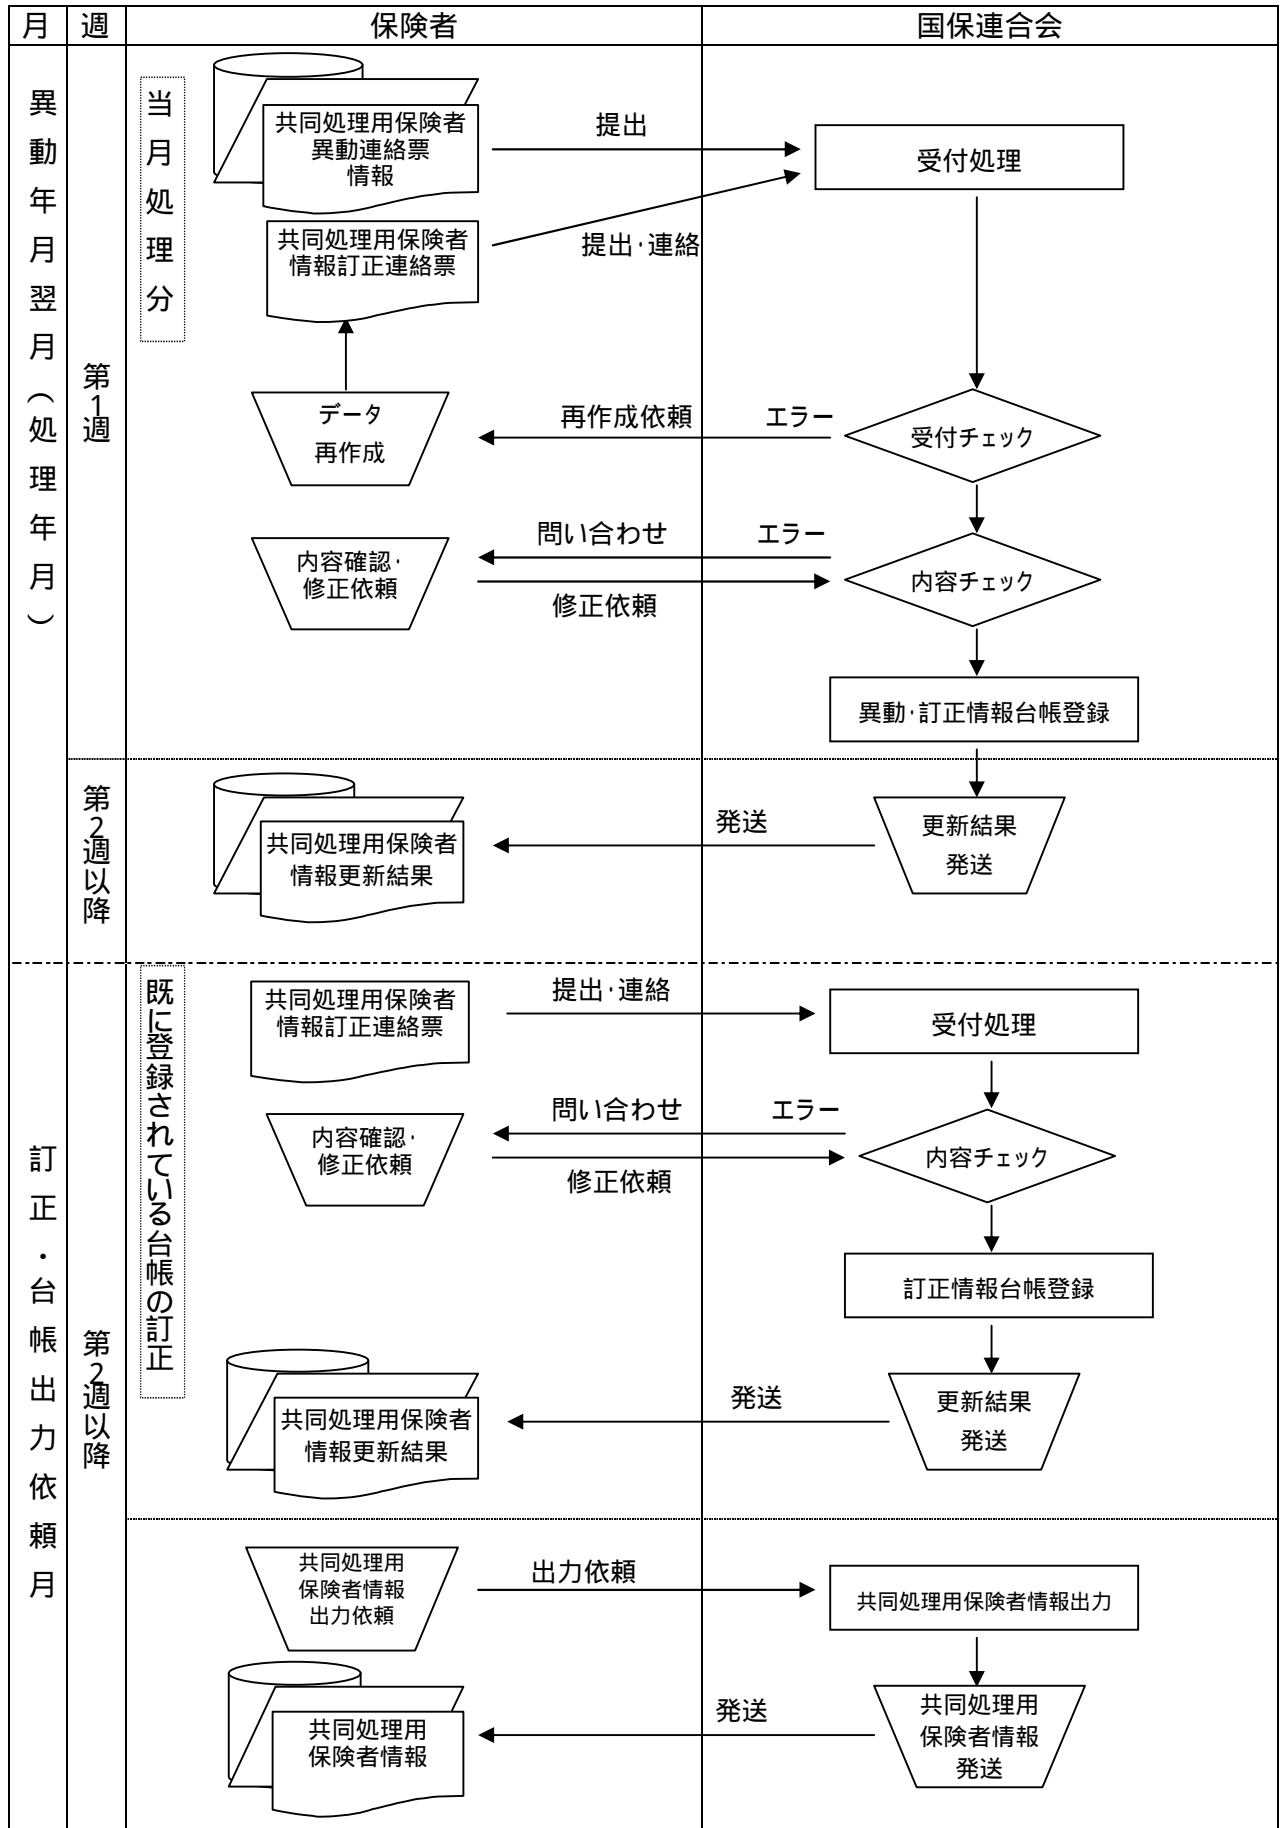 月 週 保険者 国保連合会
異動年月翌月（処理年月）
第1週
当月処理分
共同処理用保険者
異動連絡票
情報
提出
受付処理
共同処理用保険者
情報訂正連絡票
提出・連絡
データ
再作成
再作成依頼
エラー
受付チェック
内容確認・
修正依頼
問い合わせ
エラー
修正依頼
内容チェック
異動・訂正情報台帳登録
第2週以降
共同処理用保険者
情報更新結果
発送
更新結果
発送
訂正・台帳出力依頼月
第2週以降
既に登録されている台帳の訂正
共同処理用保険者
情報訂正連絡票
提出・連絡
受付処理
内容確認・
修正依頼
問い合わせ
エラー
修正依頼
内容チェック
訂正情報台帳登録
共同処理用保険者
情報更新結果
発送
更新結果
発送
共同処理用
保険者情報
出力依頼
出力依頼
共同処理用保険者情報出力
共同処理用
保険者情報
発送
共同処理用
保険者情報
発送